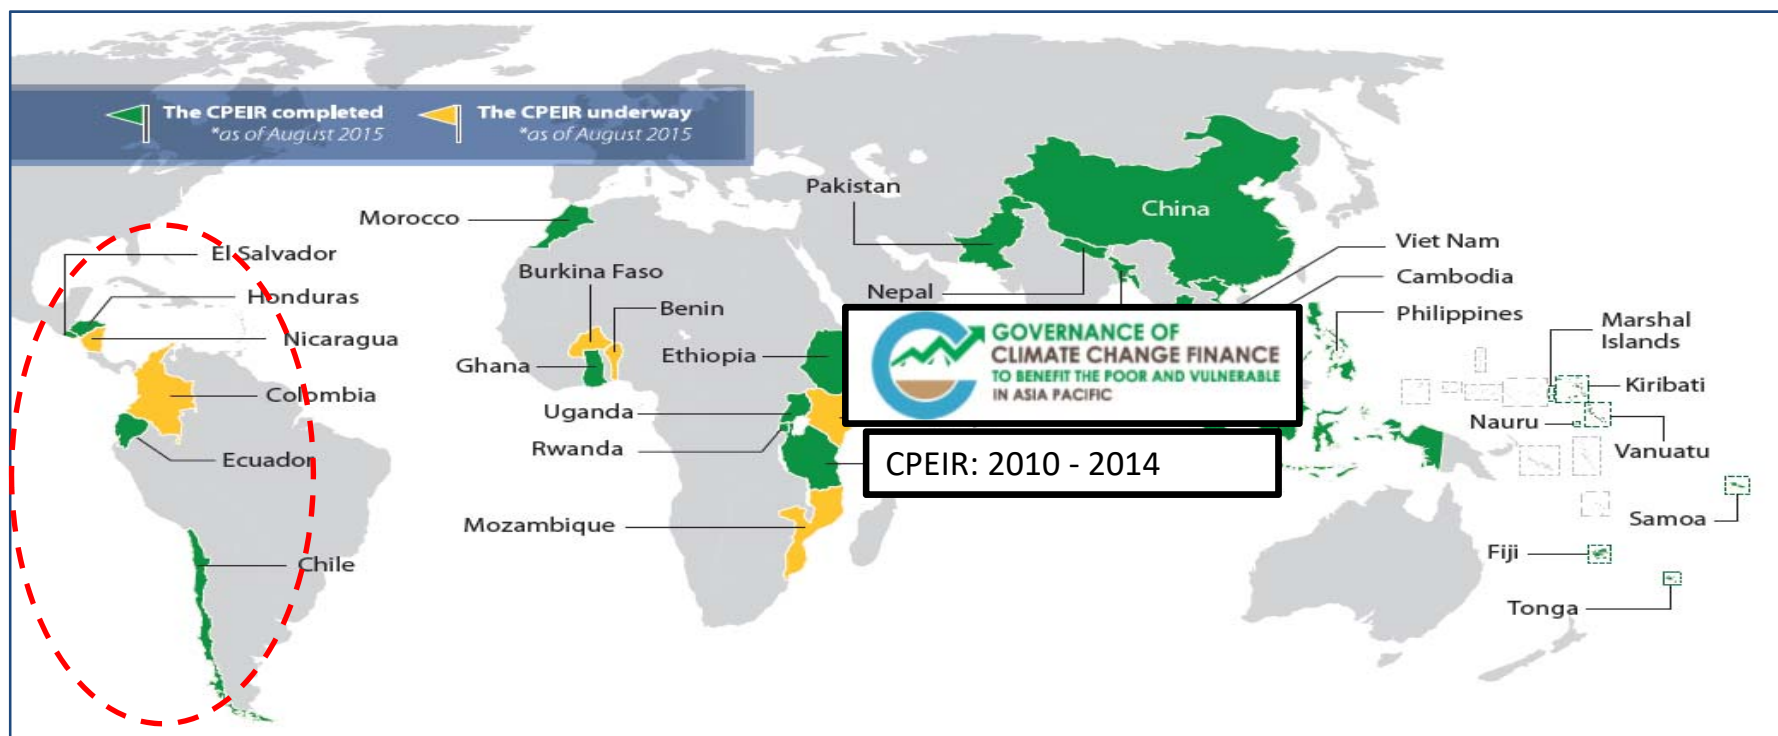 The CPEIR completed
*as of August 2015
The CPEIR underway
*as of August 2015
Pakistan
Morocco
China
El Salvador
Viet Nam
Burkina Faso
Cambodia
Honduras
Nepal
Benin
Philippines
Marshal
Islands
Nicaragua
GOVERNANCE OF
CLIMATE CHANGE FINANCE
TO BENEFIT THE POOR AND VULNERABLE
IN ASIA PACIFIC
Ethiopia
Ghana
Kiribati
Colombia
Uganda
Nauru
Rwanda
Vanuatu
Ecuador
CPEIR: 2010 - 2014
Mozambique
Samoa
Chile
Fiji
Tonga